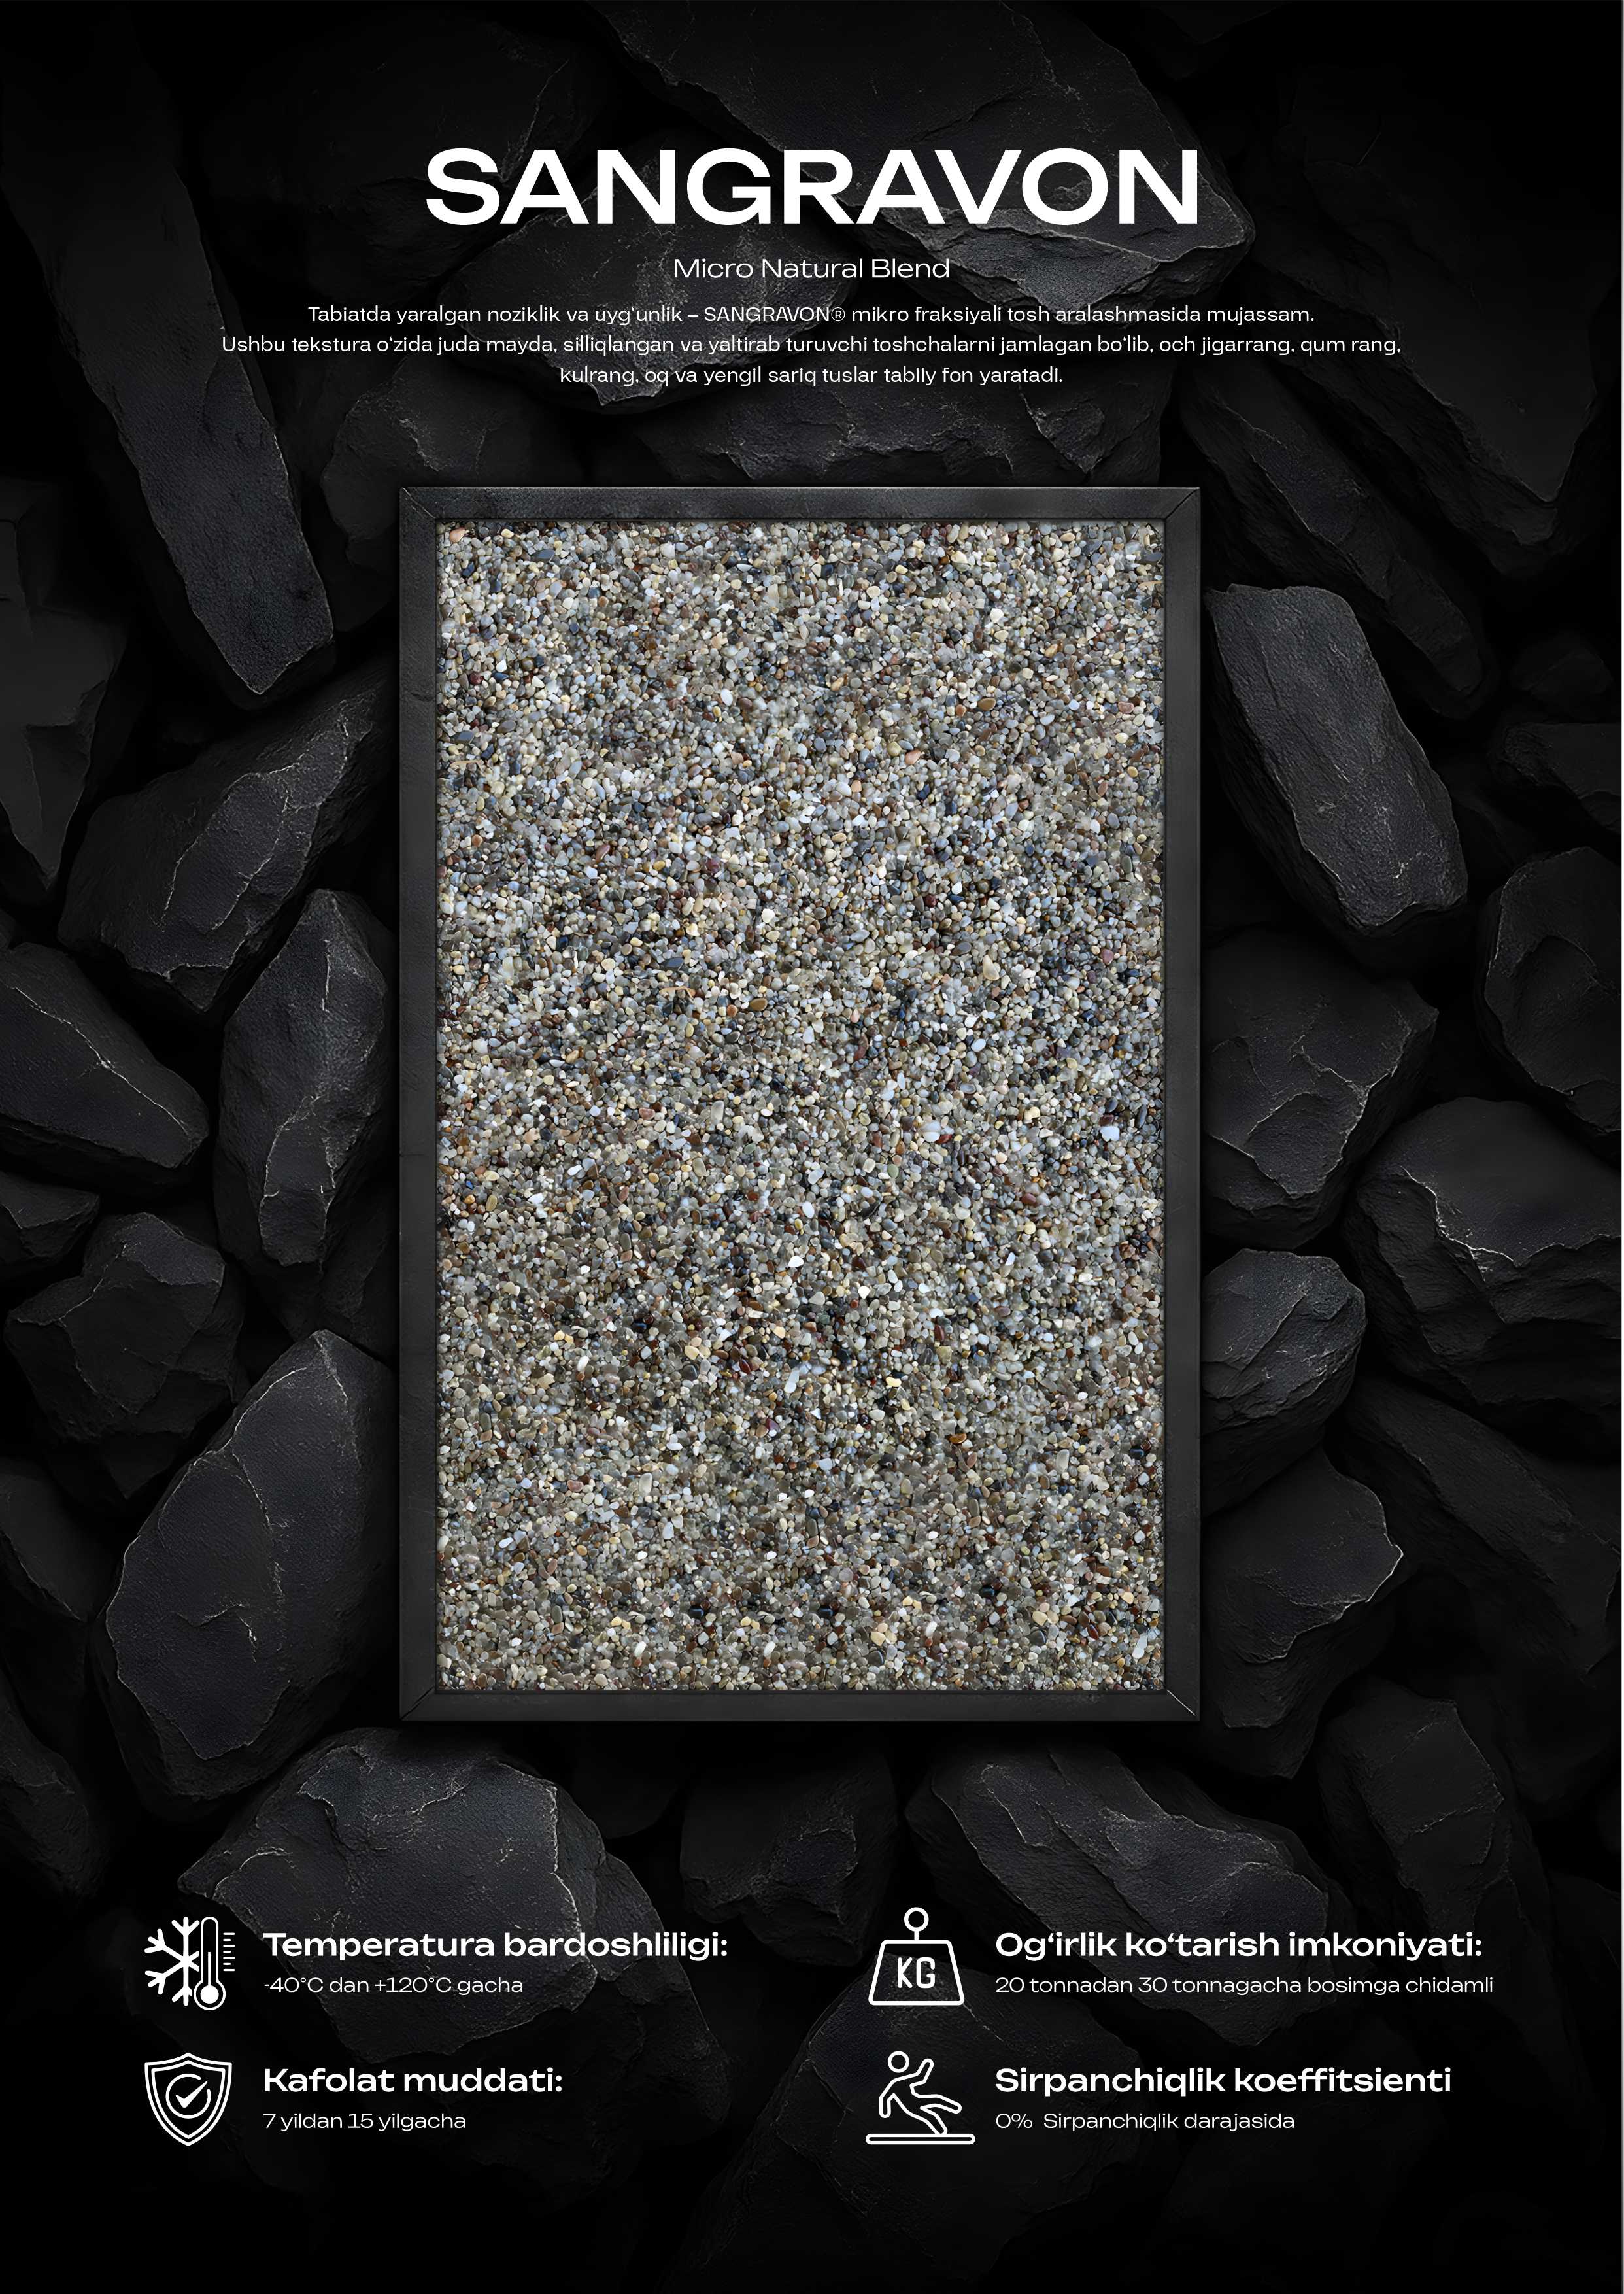 SANGRAVON
Micro Natural Blend
Tabiatda yaralgan noziklik va uyg‘unlik – SANGRAVON® mikro fraksiyali tosh aralashmasida mujassam.
Ushbu tekstura o‘zida juda mayda, silliqlangan va yaltirab turuvchi toshchalarni jamlagan bo‘lib, och jigarrang, qum rang,
kulrang, oq va yengil sariq tuslar tabiiy fon yaratadi.
Temperatura bardoshliligi:
-40°C dan +120°C gacha
KG
Og‘irlik ko‘tarish imkoniyati:
20 tonnadan 30 tonnagacha bosimga chidamli
Kafolat muddati:
7 yildan 15 yilgacha
Sirpanchiqlik koeffitsienti
0% Sirpanchiqlik darajasida